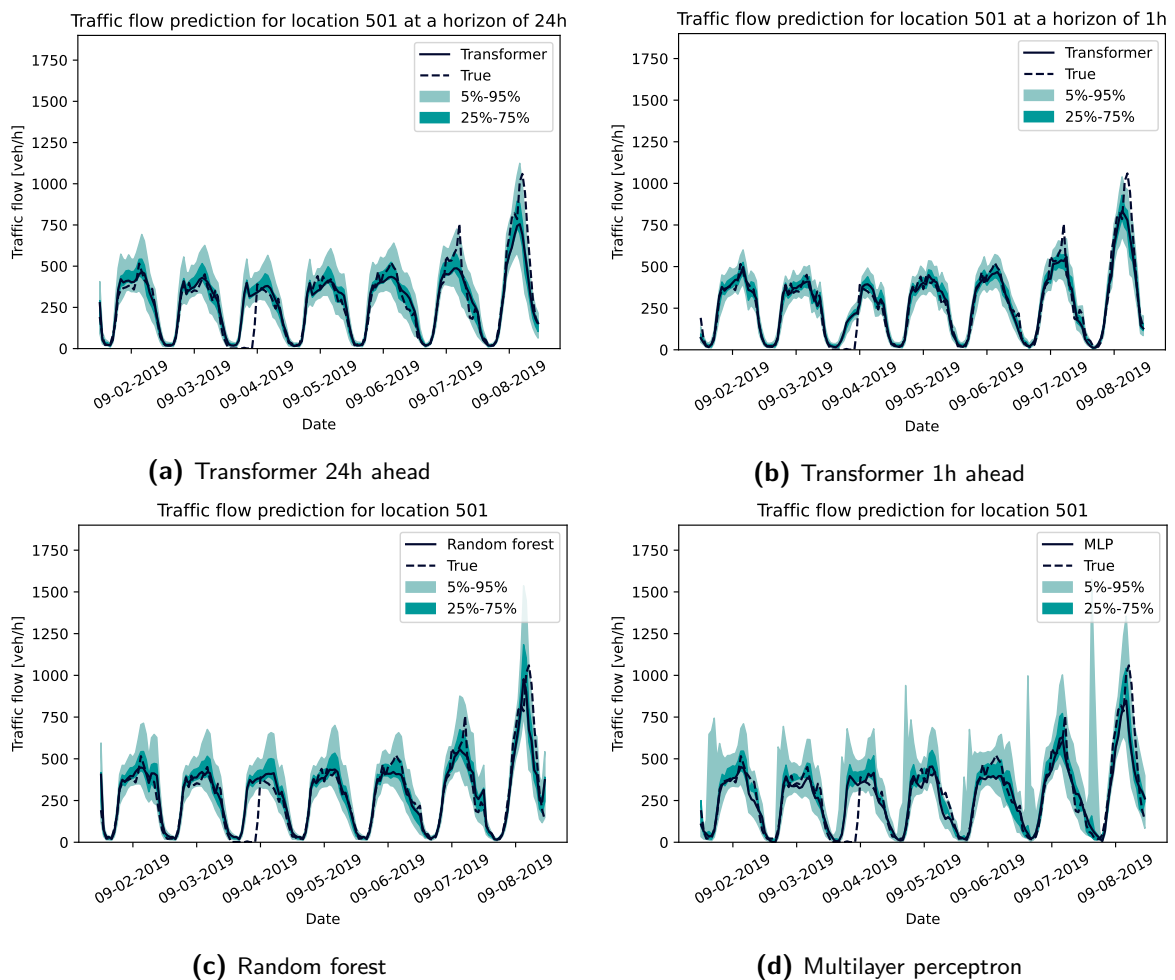 Traffic flow prediction for location 501 at a horizon of 24h
Traffic flow [veh/h]
1750
1500
1250
1000
750
500
250
0
Transformer
True
5%-95%
25%-75%
09-02-2019
09-03-2019
09-04-2019
09-05-2019
09-06-2019
09-07-2019
09-08-2019
Date
(a) Transformer 24h ahead
Traffic flow prediction for location 501 at a horizon of 1h
Traffic flow [veh/h]
1750
1500
1250
1000
750
500
250
0
Transformer
True
5%-95%
25%-75%
09-02-2019
09-03-2019
09-04-2019
09-05-2019
09-06-2019
09-07-2019
09-08-2019
Date
(b) Transformer 1h ahead
Traffic flow prediction for location 501
Traffic flow [veh/h]
1750
1500
1250
1000
750
500
250
0
Random forest
True
5%-95%
25%-75%
09-02-2019
09-03-2019
09-04-2019
09-05-2019
09-06-2019
09-07-2019
09-08-2019
Date
(c) Random forest
Traffic flow prediction for location 501
Traffic flow [veh/h]
1750
1500
1250
1000
750
500
250
0
MLP
True
5%-95%
25%-75%
09-02-2019
09-03-2019
09-04-2019
09-05-2019
09-06-2019
09-07-2019
09-08-2019
Date
(d) Multilayer perceptron